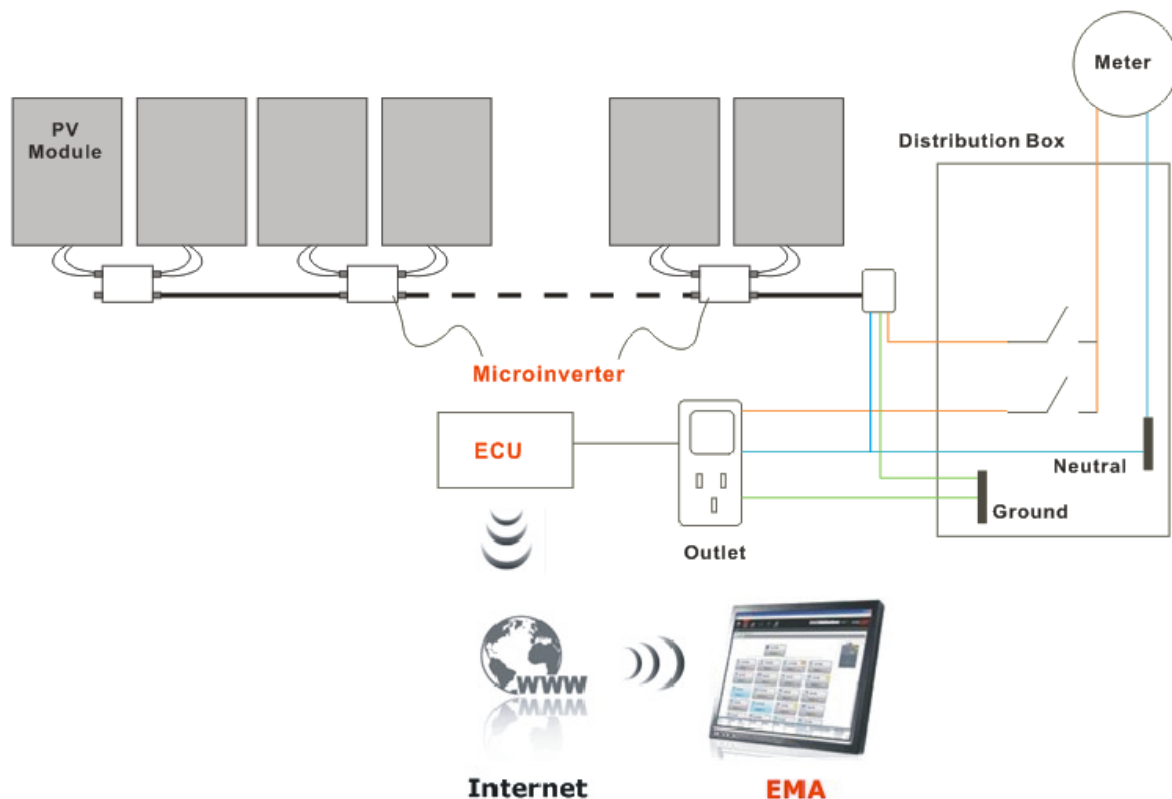 Meter
PV
Module
Distribution Box
Microinverter
ECU
Neutral
Ground
Outlet
WWW
Internet
EMA